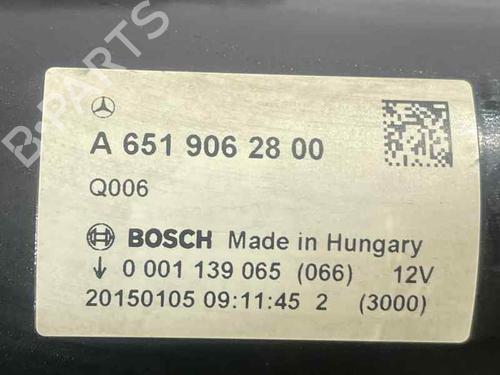 A 651 906 28 00
Q006
BOSCH Made in Hungary
0 001 139 065 (066) 12V
20150105 09:11:45 2 (3000)
B-PARTS